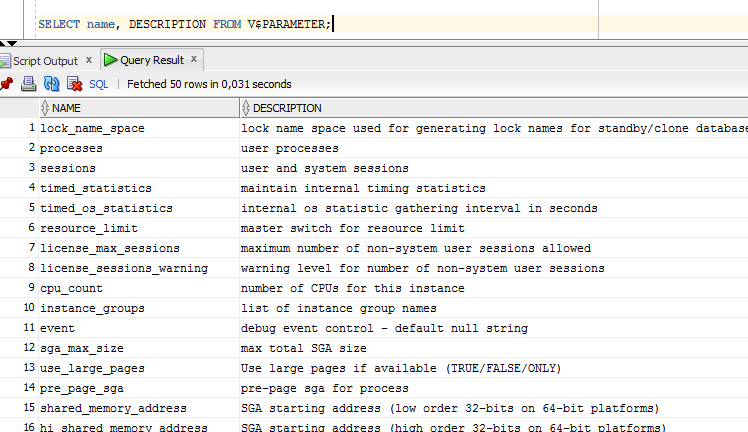 SELECT name, DESCRIPTION FROM V$PARAMETER;
Script Output x Query Result x
SQL | Fetched 50 rows in 0,031 seconds
NAME DESCRIPTION
1 lock_name_space lock name space used for generating lock names for standby/clone database
2 processes user processes
3 sessions user and system sessions
4 timed_statistics maintain internal timing statistics
5 timed_os_statistics internal os statistic gathering interval in seconds
6 resource_limit master switch for resource limit
7 license_max_sessions maximum number of non-system user sessions allowed
8 license_sessions_warning warning level for number of non-system user sessions
9 cpu_count number of CPUs for this instance
10 instance_groups list of instance group names
11 event debug event control - default null string
12 sga_max_size max total SGA size
13 use_large_pages Use large pages if available (TRUE/FALSE/ONLY)
14 pre_page_sga pre-page sga for process
15 shared_memory_address SGA starting address (low order 32-bits on 64-bit platforms)
16 hi_shared_memory_address SGA starting address (high order 32-bits on 64-bit platforms)